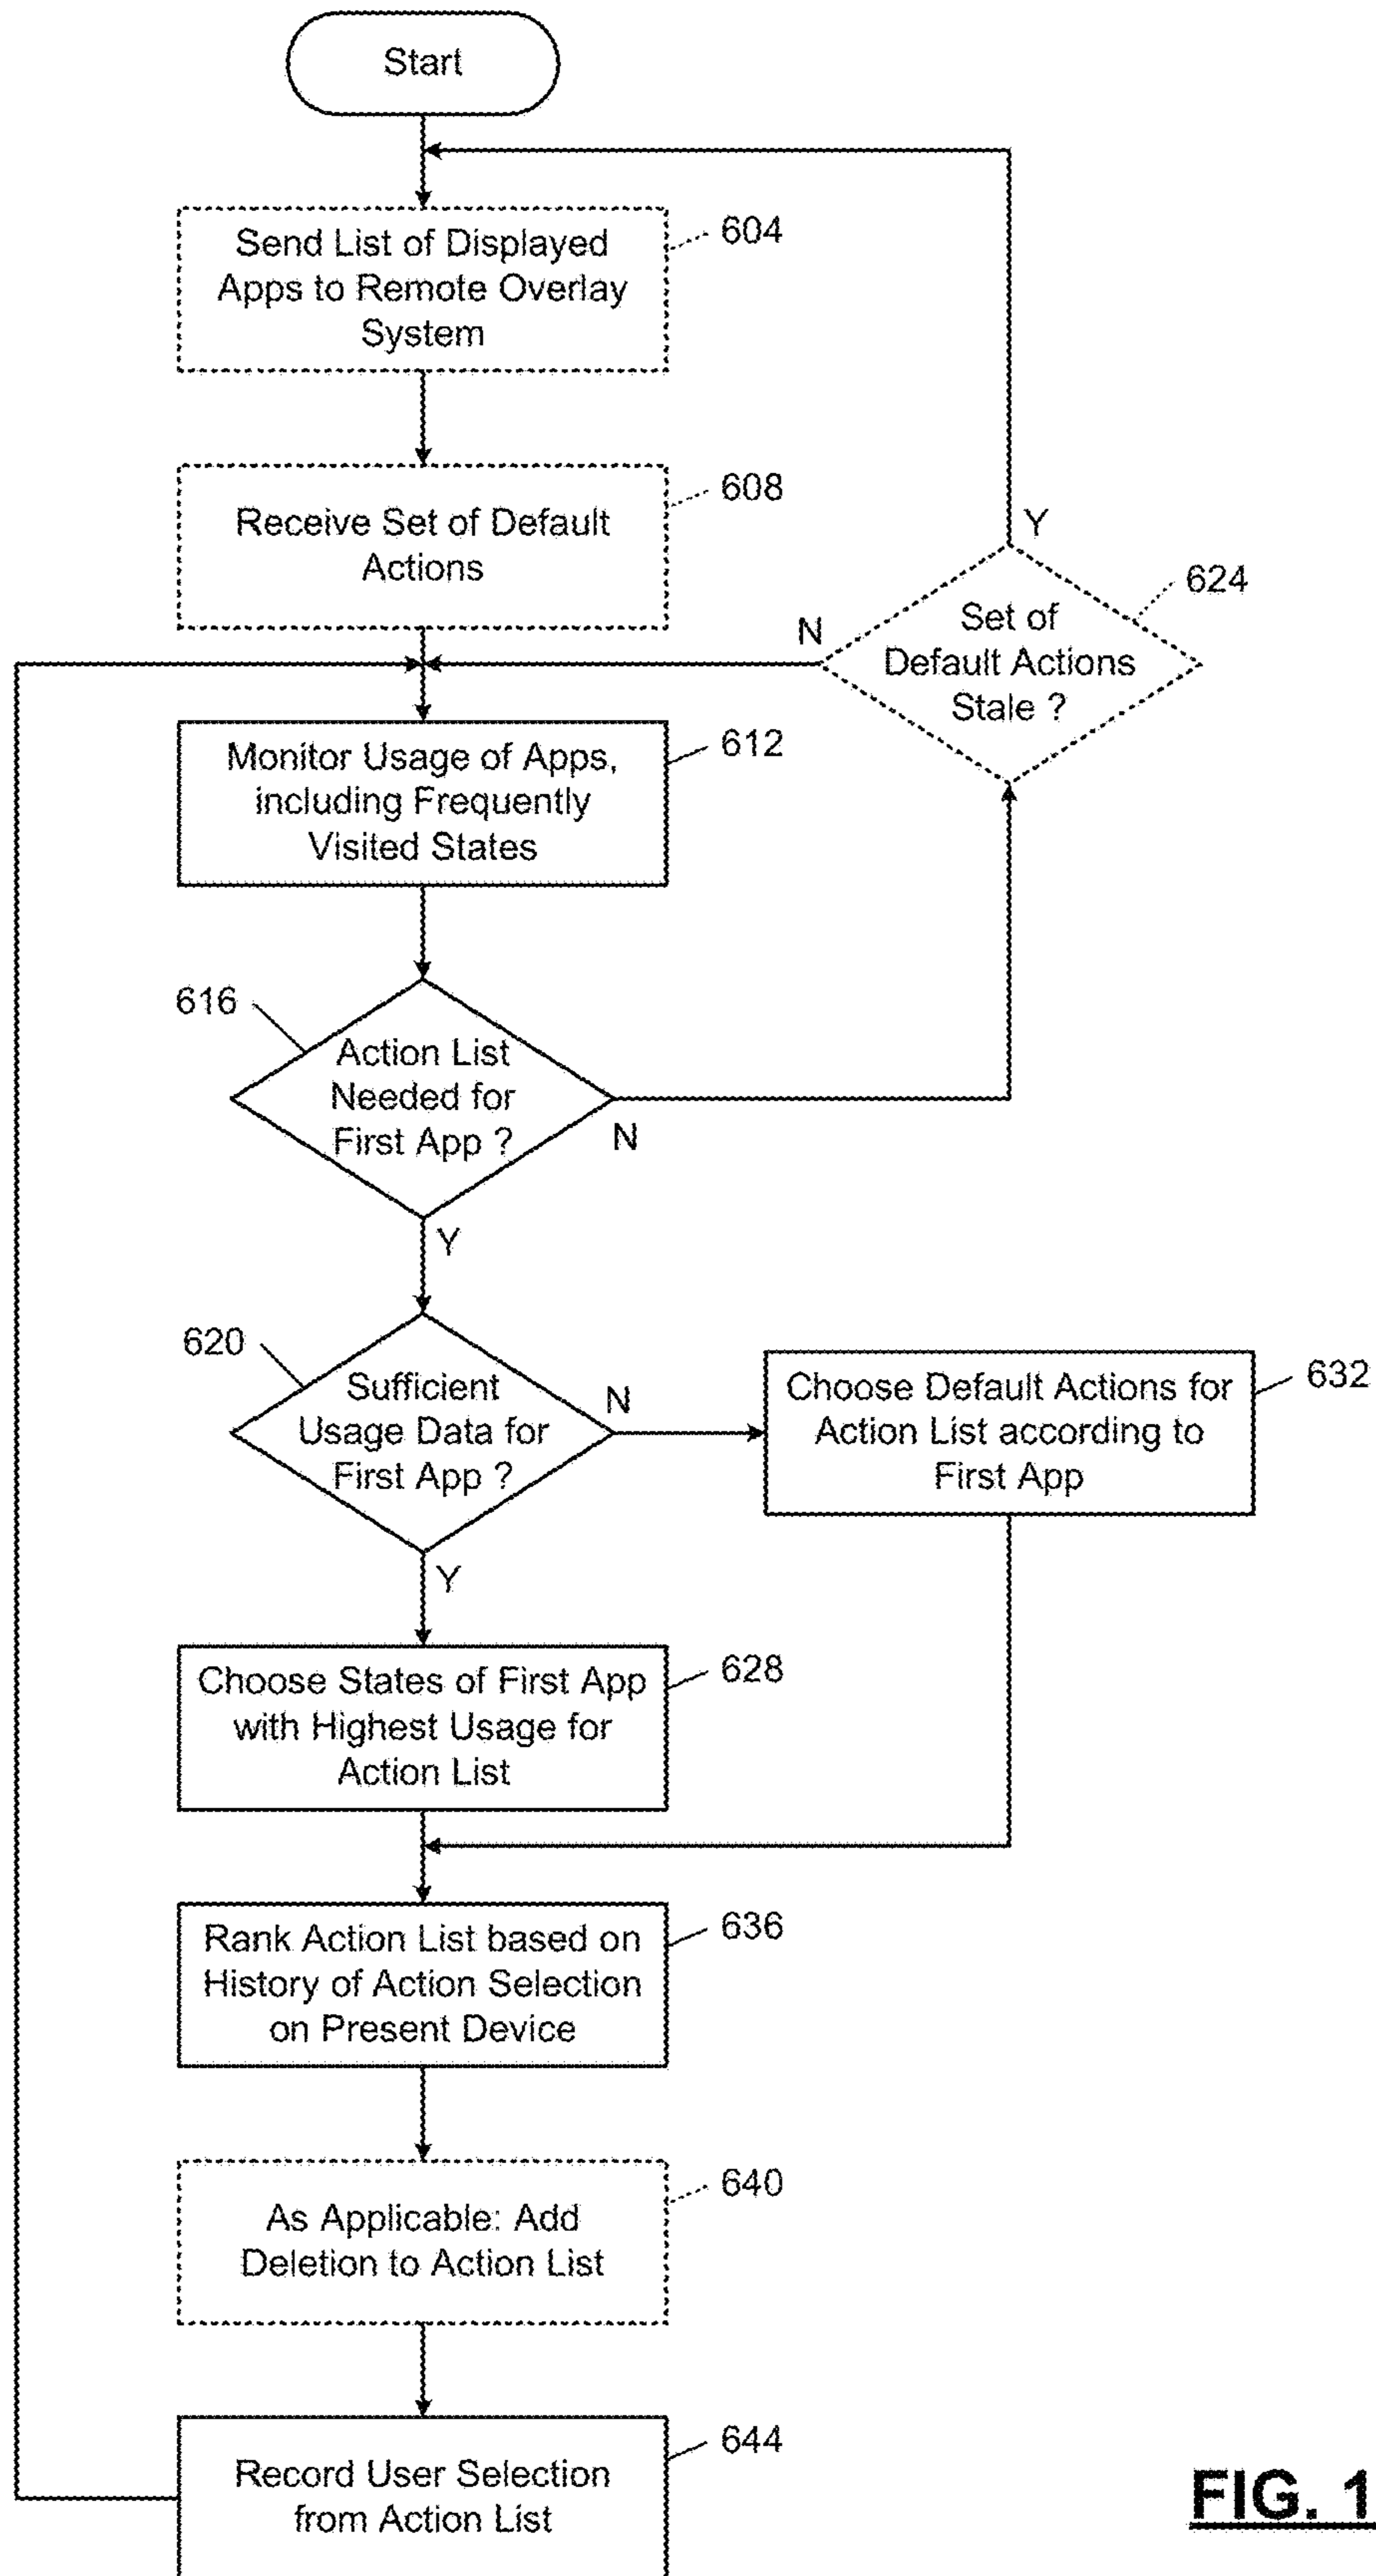 Start
Send List of Displayed
Apps to Remote Overlay
System
604
Receive Set of Default
Actions
608
Y
624
Set of
Default Actions
Stale ?
N
Monitor Usage of Apps,
including Frequently
Visited States
612
616
Action List
Needed for
First App ?
N
Y
620
Sufficient
Usage Data for
First App ?
N
Choose Default Actions for
Action List according to
First App
632
Y
Choose States of First App
with Highest Usage for
Action List
628
Rank Action List based on
History of Action Selection
on Present Device
636
As Applicable: Add
Deletion to Action List
640
Record User Selection
from Action List
644
FIG. 1